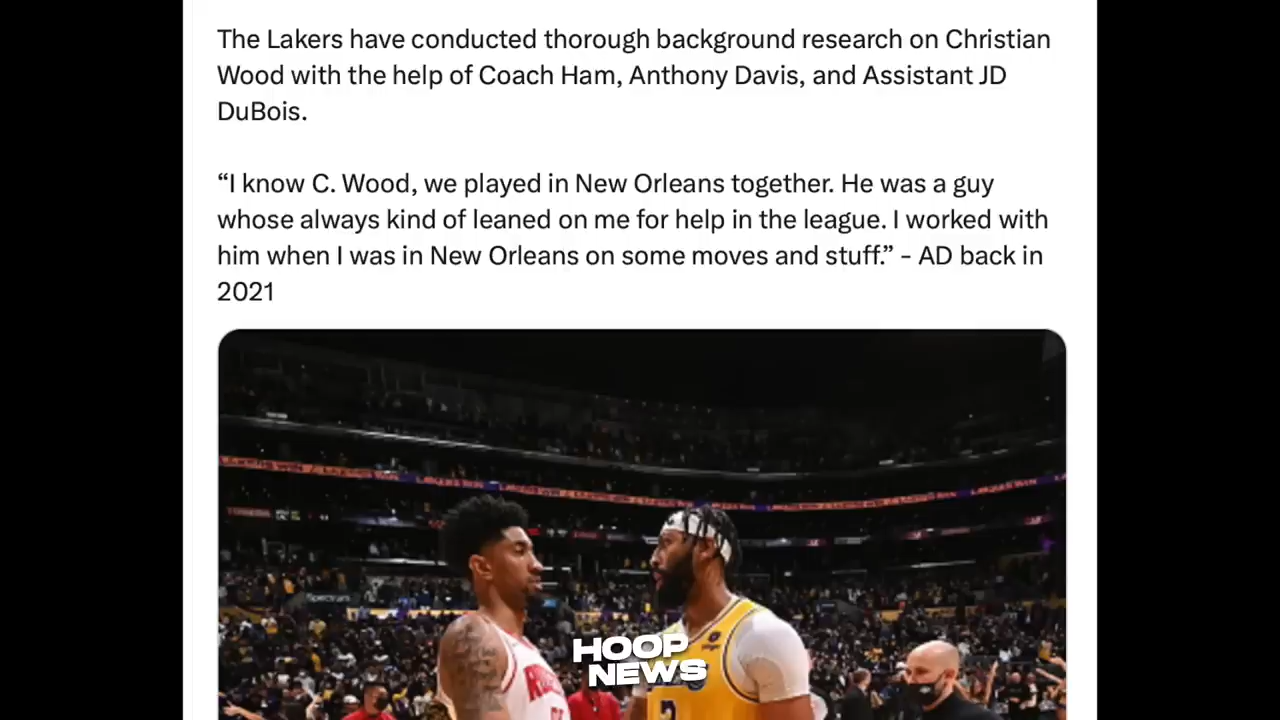 The Lakers have conducted thorough background research on Christian
Wood with the help of Coach Ham, Anthony Davis, and Assistant JD
DuBois.
“I know C. Wood, we played in New Orleans together. He was a guy
whose always kind of leaned on me for help in the league. I worked with
him when I was in New Orleans on some moves and stuff.” - AD back in
2021
HOOP
NEWS